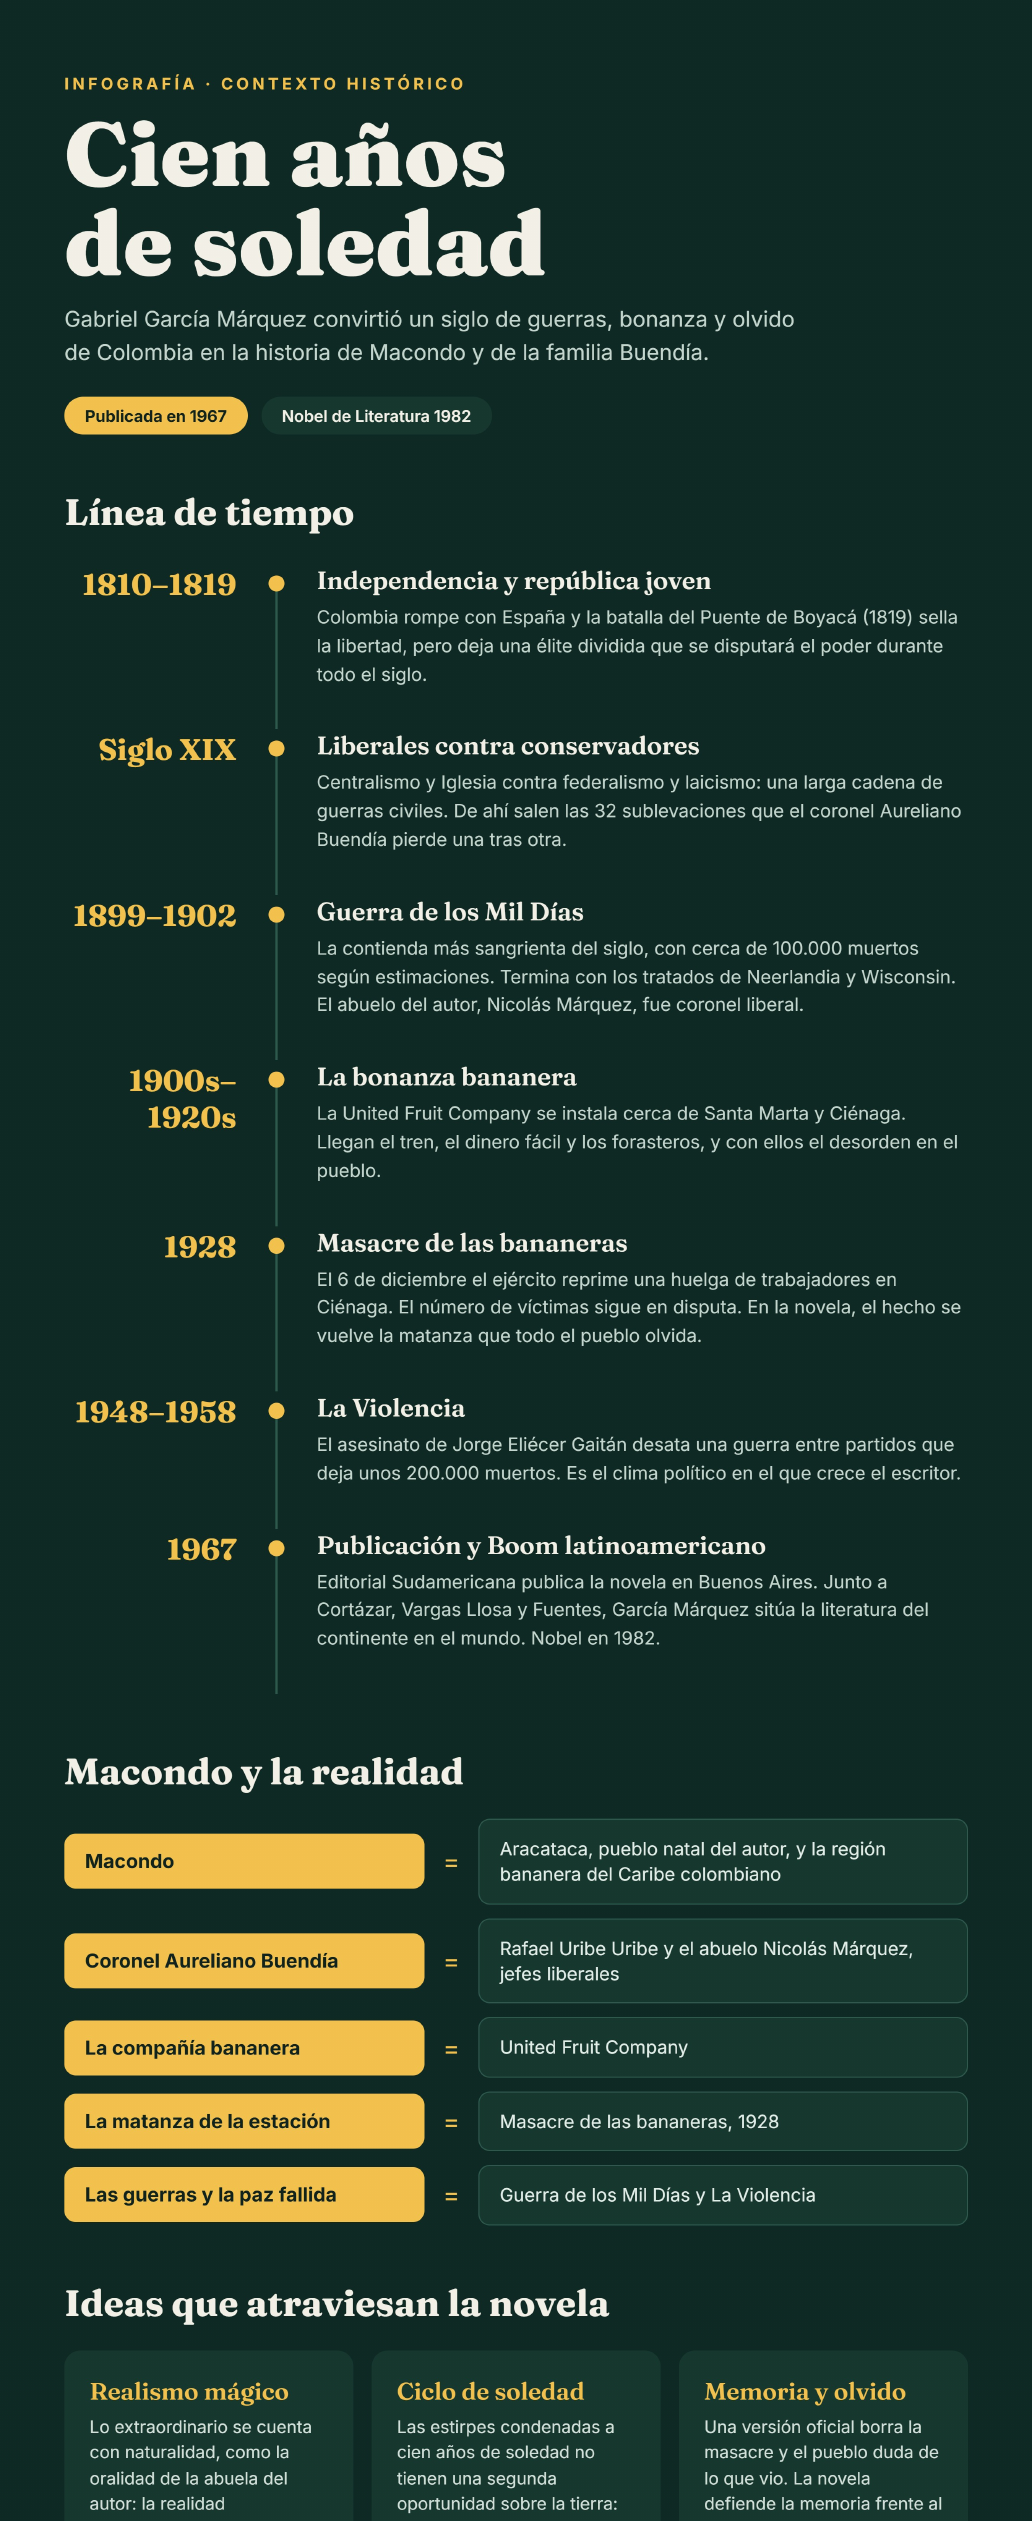 INFOGRAFÍA · CONTEXTO HISTÓRICO
Cien años
de soledad
Gabriel García Márquez convirtió un siglo de guerras, bonanza y olvido
de Colombia en la historia de Macondo y de la familia Buendía.
Publicada en 1967
Nobel de Literatura 1982
Línea de tiempo
1810–1819
Independencia y república joven
Colombia rompe con España y la batalla del Puente de Boyacá (1819) sella
la libertad, pero deja una élite dividida que se disputará el poder durante
todo el siglo.
Siglo XIX
Liberales contra conservadores
Centralismo y Iglesia contra federalismo y laicismo: una larga cadena de
guerras civiles. De ahí salen las 32 sublevaciones que el coronel Aureliano
Buendía pierde una tras otra.
1899–1902
Guerra de los Mil Días
La contienda más sangrienta del siglo, con cerca de 100.000 muertos
según estimaciones. Termina con los tratados de Neerlandia y Wisconsin.
El abuelo del autor, Nicolás Márquez, fue coronel liberal.
1900s–
1920s
La bonanza bananera
La United Fruit Company se instala cerca de Santa Marta y Ciénaga.
Llegan el tren, el dinero fácil y los forasteros, y con ellos el desorden en el
pueblo.
1928
Masacre de las bananeras
El 6 de diciembre el ejército reprime una huelga de trabajadores en
Ciénaga. El número de víctimas sigue en disputa. En la novela, el hecho se
vuelve la matanza que todo el pueblo olvida.
1948–1958
La Violencia
El asesinato de Jorge Eliécer Gaitán desata una guerra entre partidos que
deja unos 200.000 muertos. Es el clima político en el que crece el escritor.
1967
Publicación y Boom latinoamericano
Editorial Sudamericana publica la novela en Buenos Aires. Junto a
Cortázar, Vargas Llosa y Fuentes, García Márquez sitúa la literatura del
continente en el mundo. Nobel en 1982.
Macondo y la realidad
Macondo
=
Aracataca, pueblo natal del autor, y la región
bananera del Caribe colombiano
Coronel Aureliano Buendía
=
Rafael Uribe Uribe y el abuelo Nicolás Márquez,
jefes liberales
La compañía bananera
=
United Fruit Company
La matanza de la estación
=
Masacre de las bananeras, 1928
Las guerras y la paz fallida
=
Guerra de los Mil Días y La Violencia
Ideas que atraviesan la novela
Realismo mágico
Lo extraordinario se cuenta
con naturalidad, como la
oralidad de la abuela del
autor: la realidad
Ciclo de soledad
Las estirpes condenadas a
cien años de soledad no
tienen una segunda
oportunidad sobre la tierra:
Memoria y olvido
Una versión oficial borra la
masacre y el pueblo duda de
lo que vio. La novela
defiende la memoria frente al